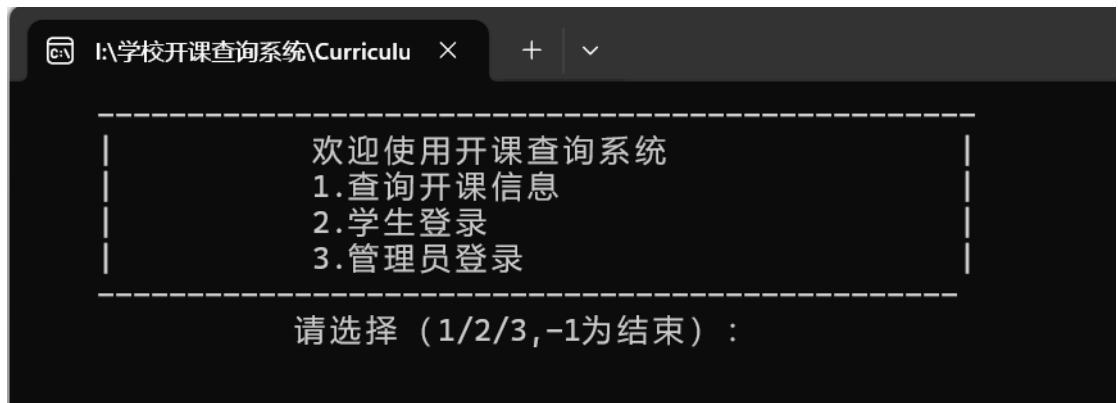 I:\学校开课查询系统\Curriculu
欢迎使用开课查询系统
1.查询开课信息
2.学生登录
3.管理员登录
请选择（1/2/3,-1为结束）: